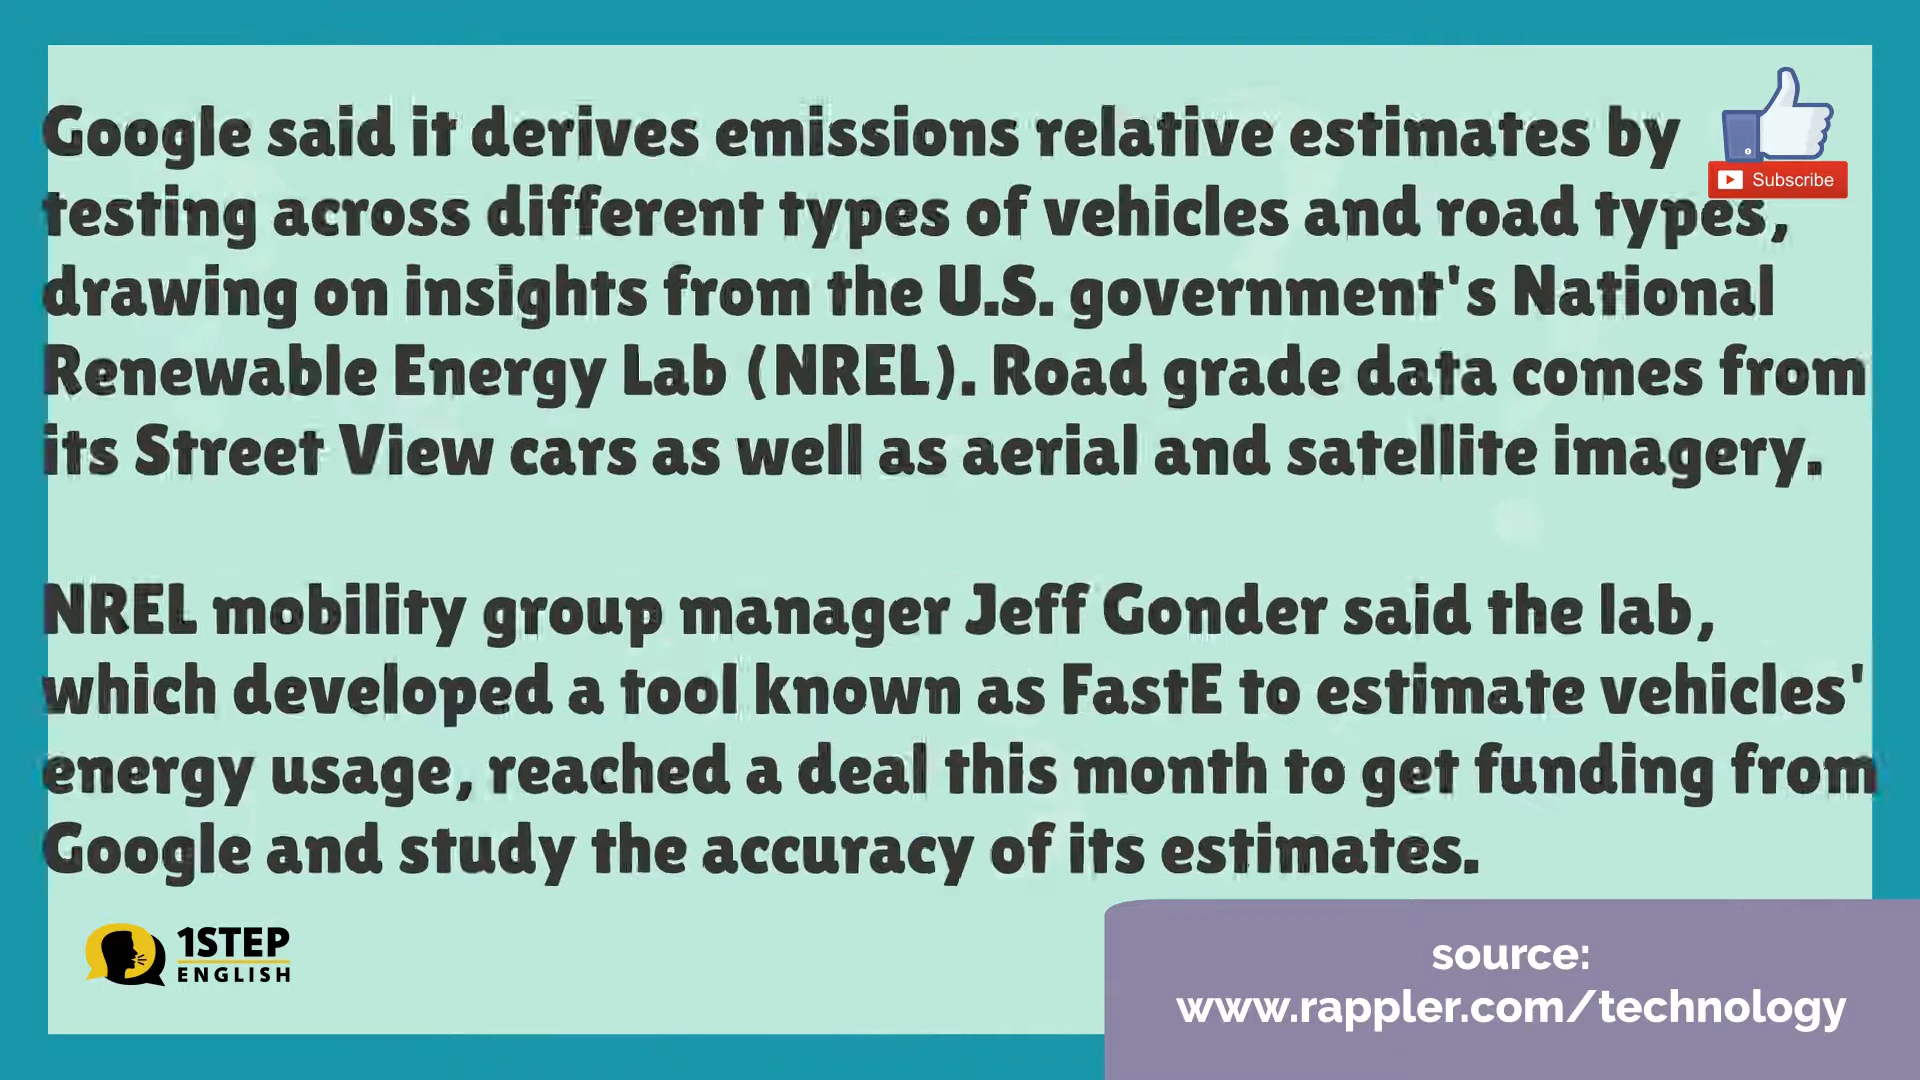 Google said it derives emissions relative estimates by
testing across different types of vehicles and road types,
drawing on insights from the U.S. government's National
Renewable Energy Lab (NREL). Road grade data comes from
its Street View cars as well as aerial and satellite imagery.
NREL mobility group manager Jeff Gonder said the lab,
which developed a tool known as FastE to estimate vehicles'
energy usage, reached a deal this month to get funding from
Google and study the accuracy of its estimates.
Subscribe
1STEP
ENGLISH
source:
www.rappler.com/technology